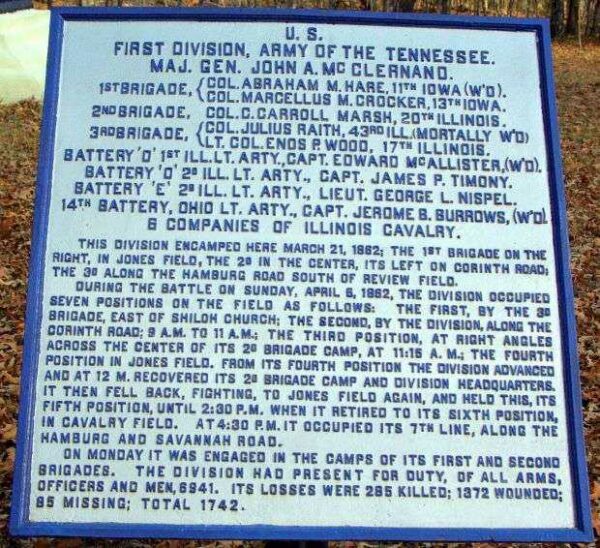 U. S.
FIRST DIVISION, ARMY OF THE TENNESSEE.
MAJ. GEN. JOHN A. McCLERNAND.
1ST BRIGADE, { COL. ABRAHAM M. HARE, 11TH IOWA (W'D).
COL. MARCELLUS M. CROCKER, 13TH IOWA.
2ND BRIGADE, COL. C. CARROLL MARSH, 20TH ILLINOIS.
3RD BRIGADE, { COL. JULIUS RAITH, 43RD ILL. (MORTALLY W'D)
LT. COL. ENOS P. WOOD, 17TH ILLINOIS.
BATTERY 'D' 1ST ILL. LT. ARTY., CAPT. EDWARD McALLISTER, (W'D).
BATTERY 'D' 2D ILL. LT. ARTY., CAPT. JAMES P. TIMONY.
BATTERY 'E' 2D ILL. LT. ARTY., LIEUT. GEORGE L. NISPEL.
14TH BATTERY, OHIO LT. ARTY., CAPT. JEROME B. BURROWS, (W'D)
6 COMPANIES OF ILLINOIS CAVALRY.
THIS DIVISION ENCAMPED HERE MARCH 21, 1862; THE 1ST BRIGADE ON THE
RIGHT, IN JONES FIELD, THE 2D IN THE CENTER, ITS LEFT ON CORINTH ROAD;
THE 3D ALONG THE HAMBURG ROAD SOUTH OF REVIEW FIELD.
DURING THE BATTLE ON SUNDAY, APRIL 6, 1862, THE DIVISION OCCUPIED
SEVEN POSITIONS ON THE FIELD AS FOLLOWS: THE FIRST, BY THE 3D
BRIGADE, EAST OF SHILOH CHURCH; THE SECOND, BY THE DIVISION, ALONG THE
CORINTH ROAD; 9 A.M. TO 11 A.M.; THE THIRD POSITION, AT RIGHT ANGLES
ACROSS THE CENTER OF ITS 2D BRIGADE CAMP, AT 11:15 A. M.; THE FOURTH
POSITION IN JONES FIELD. FROM ITS FOURTH POSITION THE DIVISION ADVANCED
AND AT 12 M. RECOVERED ITS 2D BRIGADE CAMP AND DIVISION HEADQUARTERS.
IT THEN FELL BACK, FIGHTING, TO JONES FIELD AGAIN, AND HELD THIS, ITS
FIFTH POSITION, UNTIL 2:30 P.M. WHEN IT RETIRED TO ITS SIXTH POSITION,
IN CAVALRY FIELD. AT 4:30 P.M. IT OCCUPIED ITS 7TH LINE, ALONG THE
HAMBURG AND SAVANNAH ROAD.
ON MONDAY IT WAS ENGAGED IN THE CAMPS OF ITS FIRST AND SECOND
BRIGADES. THE DIVISION HAD PRESENT FOR DUTY, OF ALL ARMS,
OFFICERS AND MEN, 6941. ITS LOSSES WERE 285 KILLED; 1372 WOUNDED;
85 MISSING; TOTAL 1742.